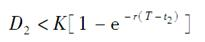 D₂ < K[1 − e^{−r(T−t₂)}]